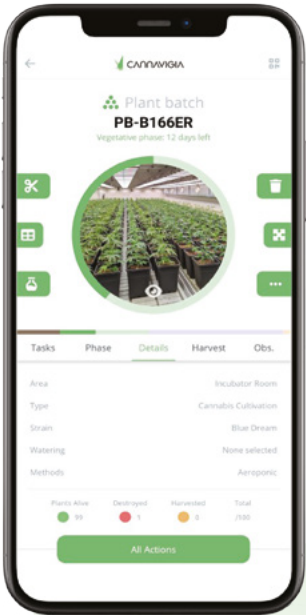 CANNAVIGIA
Plant batch
PB-B166ER
Vegetative phase: 12 days left
Tasks Phase Details Harvest Obs.
Area Incubator Room
Type Cannabis Cultivation
Strain Blue Dream
Watering None selected
Methods Aeroponic
Plants Alive Destroyed Harvested Total
99 1 0 /100
All Actions